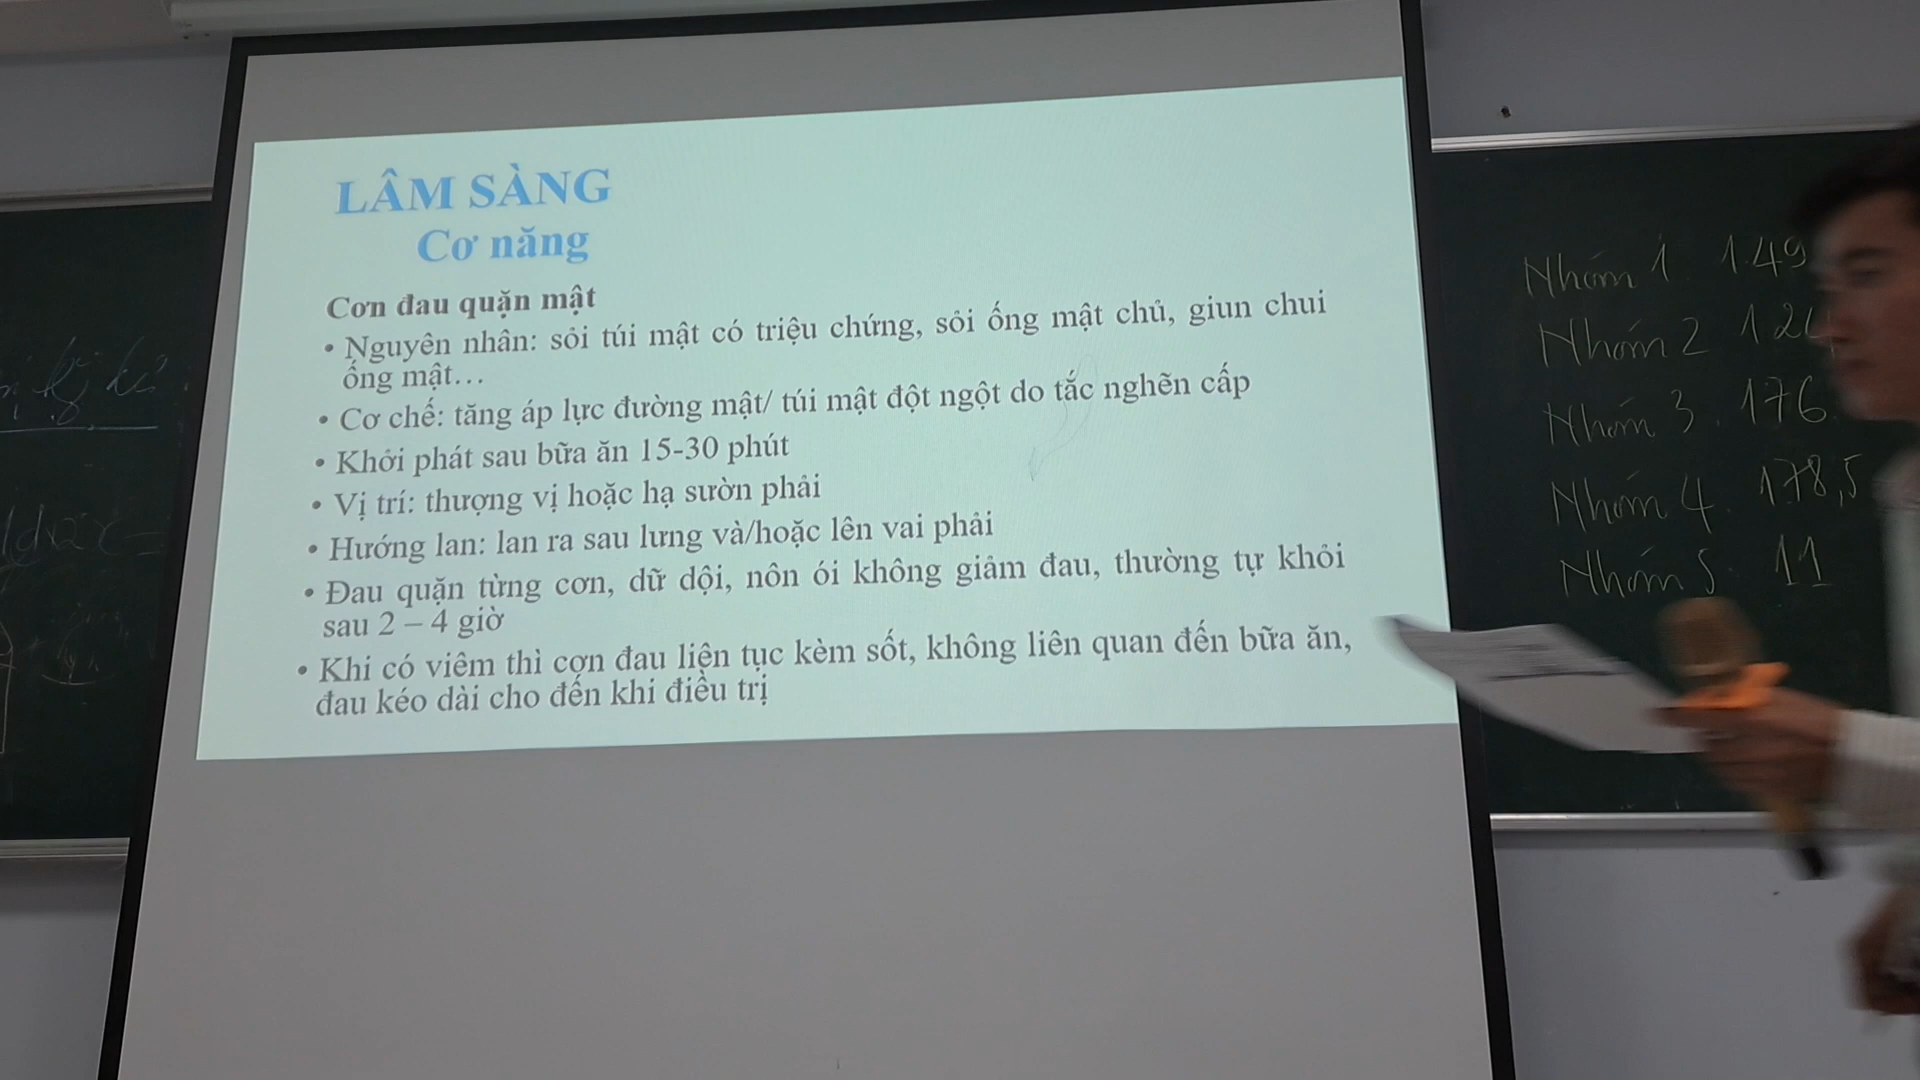 LÂM SÀNG
Cơ năng
Cơn đau quặn mật
• Nguyên nhân: sỏi túi mật có triệu chứng, sỏi ống mật chủ, giun chui
ống mật…
• Cơ chế: tăng áp lực đường mật/ túi mật đột ngột do tắc nghẽn cấp
• Khởi phát sau bữa ăn 15-30 phút
• Vị trí: thượng vị hoặc hạ sườn phải
• Hướng lan: lan ra sau lưng và/hoặc lên vai phải
• Đau quặn từng cơn, dữ dội, nôn ói không giảm đau, thường tự khỏi
sau 2 – 4 giờ
• Khi có viêm thì cơn đau liên tục kèm sốt, không liên quan đến bữa ăn,
đau kéo dài cho đến khi điều trị
Nhóm 1 149
Nhóm 2
Nhóm 3. 176
Nhóm 4. 178,5
Nhóm 5. 11